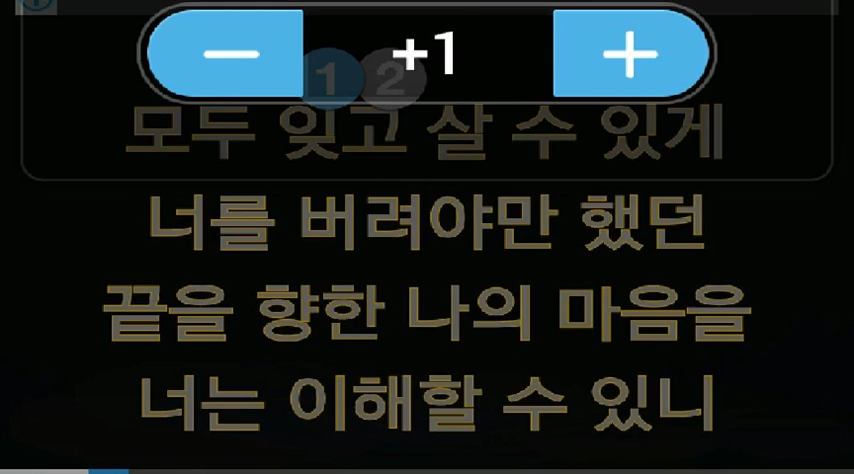 − +1 +
1 2
모두 잊고 살 수 있게
너를 버려야만 했던
끝을 향한 나의 마음을
너는 이해할 수 있니